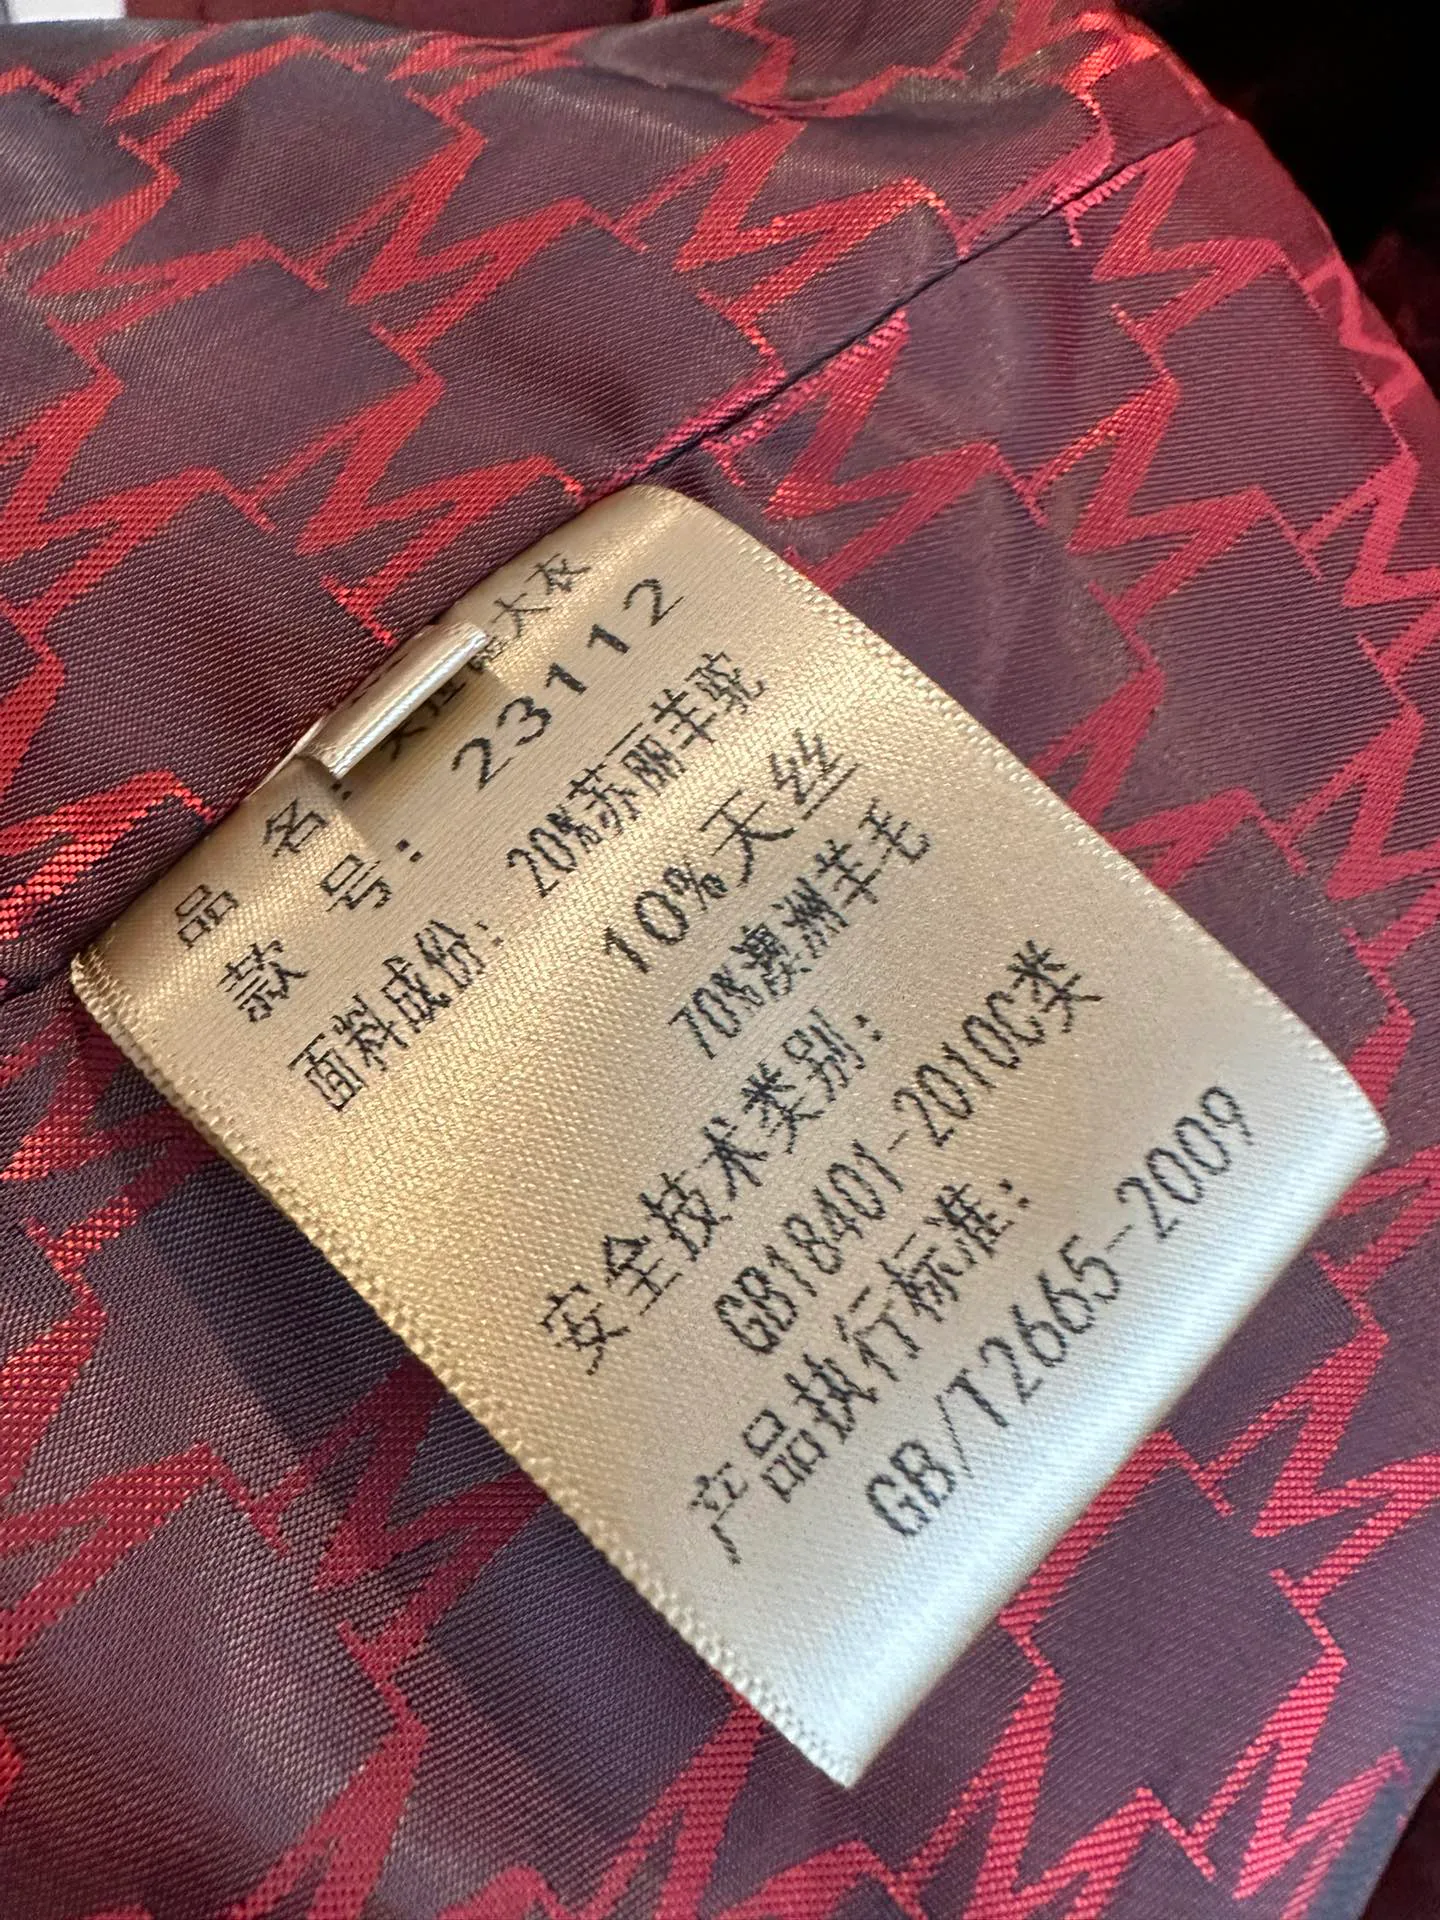 品 名: 大衣
款 号: 23112
面料成份: 20%苏丽羊驼
10%天丝
70%澳洲羊毛
安全技术类别:
GB18401-2010C类
产品执行标准:
GB/T2665-2009